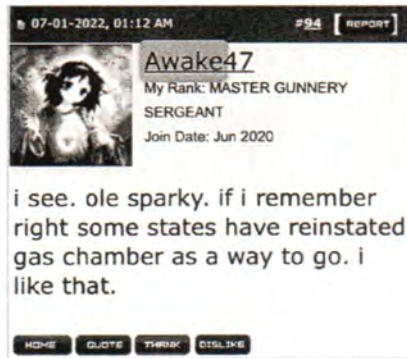 07-01-2022, 01:12 AM #94 [REPORT]
Awake47
My Rank: MASTER GUNNERY
SERGEANT
Join Date: Jun 2020
i see. ole sparky. if i remember
right some states have reinstated
gas chamber as a way to go. i
like that.
HOME QUOTE THANK DISLIKE